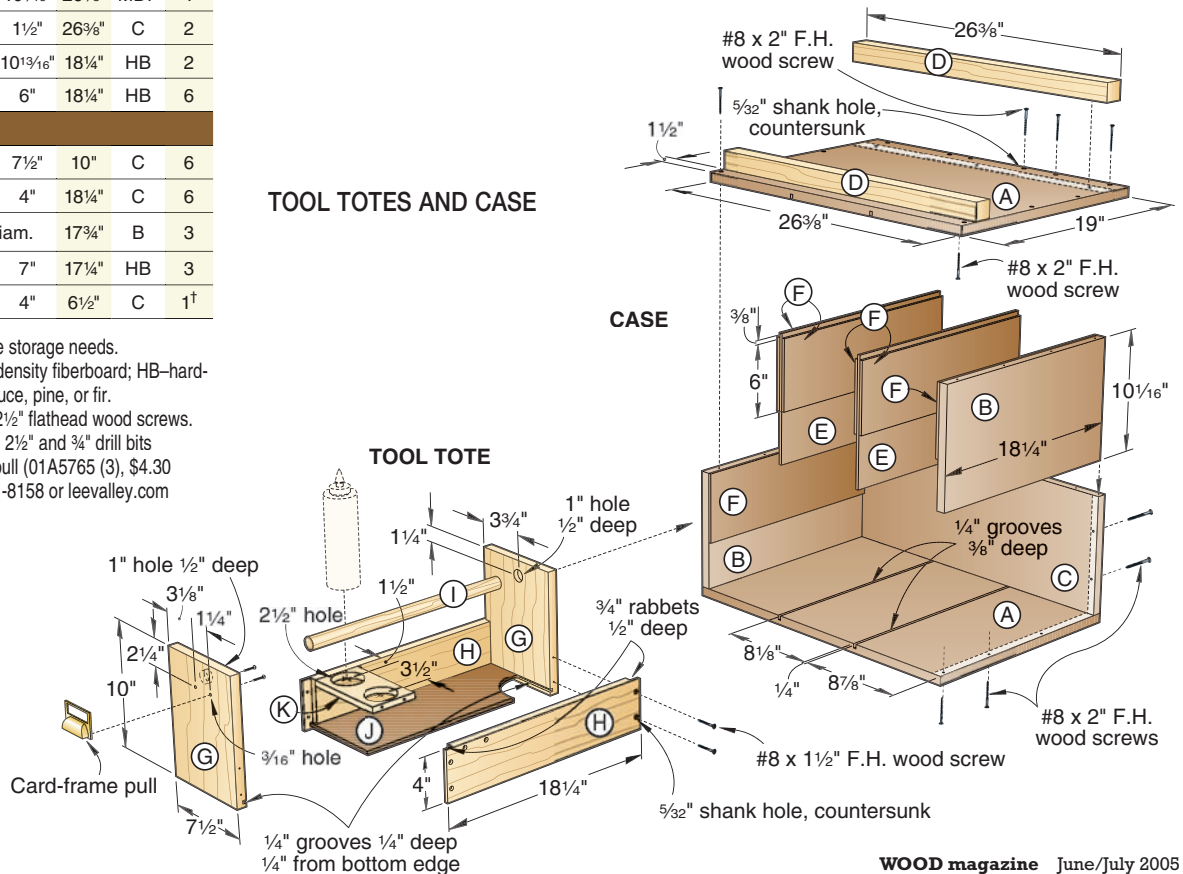 1½" 26⅜" C 2
10¹³⁄₁₆" 18¼" HB 2
6" 18¼" HB 6
7½" 10" C 6
4" 18¼" C 6
iam. 17¾" B 3
7" 17¼" HB 3
4" 6½" C 1†
e storage needs.
density fiberboard; HB–hard-
uce, pine, or fir.
2½" flathead wood screws.
2½" and ¾" drill bits
pull (01A5765 (3), $4.30
-8158 or leevalley.com
TOOL TOTES AND CASE
26⅜"
#8 x 2" F.H.
wood screw
D
5⁄32" shank hole,
countersunk
1½"
D
A
26⅜"
19"
#8 x 2" F.H.
wood screw
CASE
F
F
⅜"
6"
F
B
E
E
10¹⁄₁₆"
18¼"
F
B
¼" grooves
⅜" deep
C
A
8⅛"
¼"
8⅞"
#8 x 2" F.H.
wood screws
TOOL TOTE
1" hole
½" deep
3¾"
1¼"
1" hole ½" deep
3⅛"
1¼"
2¼"
10"
2½" hole
1½"
I
¾" rabbets
½" deep
G
H
3½"
K
J
H
G
3⁄16" hole
Card-frame pull
7½"
4"
18¼"
#8 x 1½" F.H. wood screw
5⁄32" shank hole, countersunk
¼" grooves ¼" deep
¼" from bottom edge
WOOD magazine June/July 2005